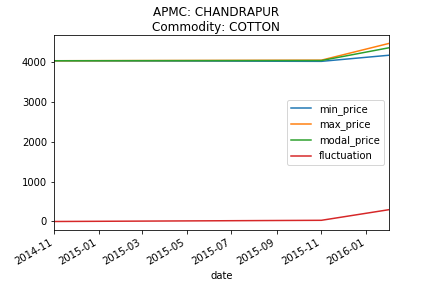 APMC: CHANDRAPUR
Commodity: COTTON
4000
3000
2000
1000
0
min_price
max_price
modal_price
fluctuation
2014-11
2015-01
2015-03
2015-05
2015-07
2015-09
2015-11
2016-01
date